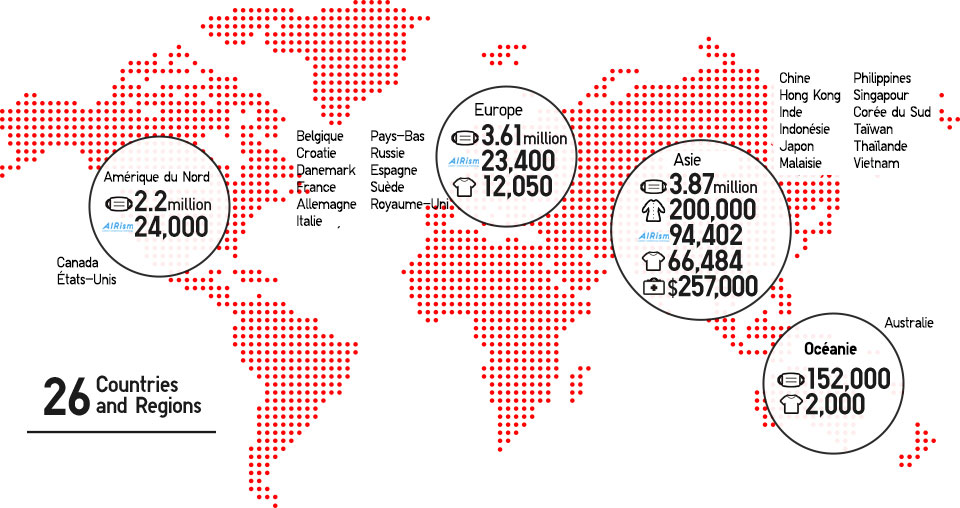 Amérique du Nord
2.2million
AIRism 24,000
Canada
États-Unis
Belgique
Croatie
Danemark
France
Allemagne
Italie
Pays-Bas
Russie
Espagne
Suède
Royaume-Uni
Europe
3.61million
AIRism 23,400
12,050
Asie
3.87million
200,000
AIRism 94,402
66,484
$257,000
Chine
Hong Kong
Inde
Indonésie
Japon
Malaisie
Philippines
Singapour
Corée du Sud
Taïwan
Thaïlande
Vietnam
Australie
Océanie
152,000
2,000
26 Countries
and Regions